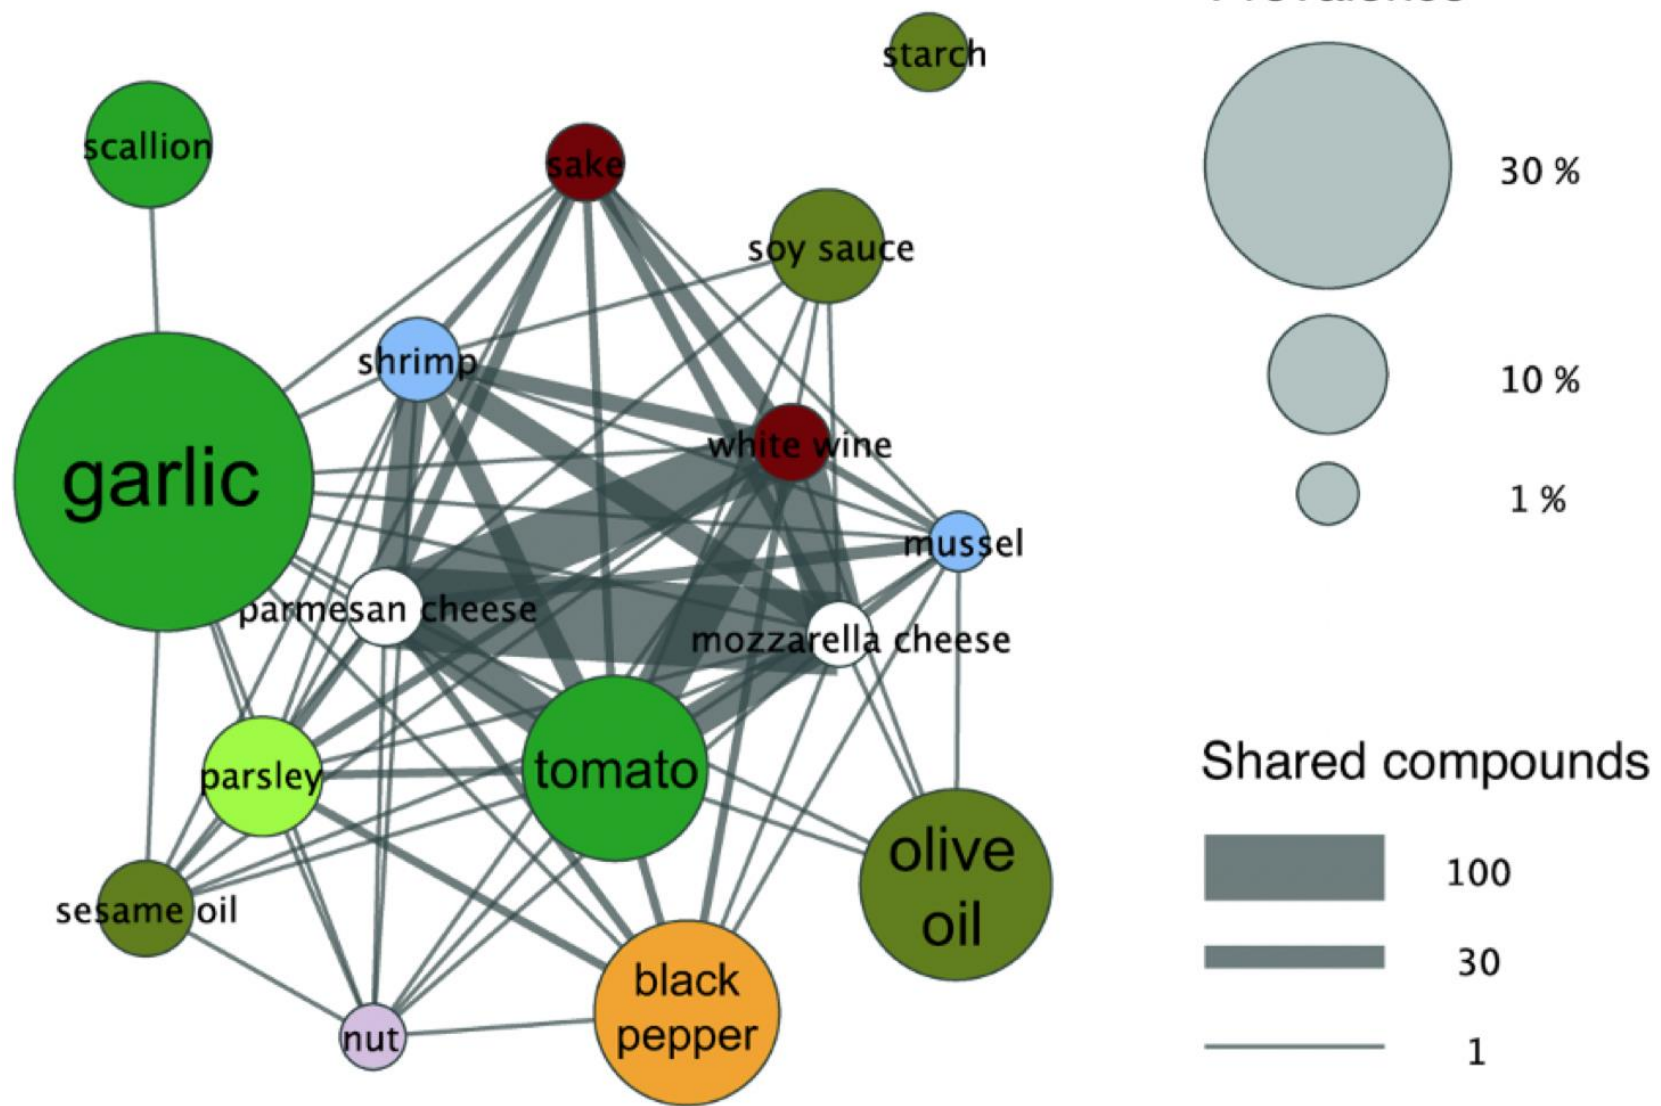 starch
scallion
sake
soy sauce
shrimp
white wine
garlic
mussel
parmesan cheese
mozzarella cheese
parsley
tomato
olive
oil
sesame oil
black
pepper
nut
30 %
10 %
1 %
Shared compounds
100
30
1